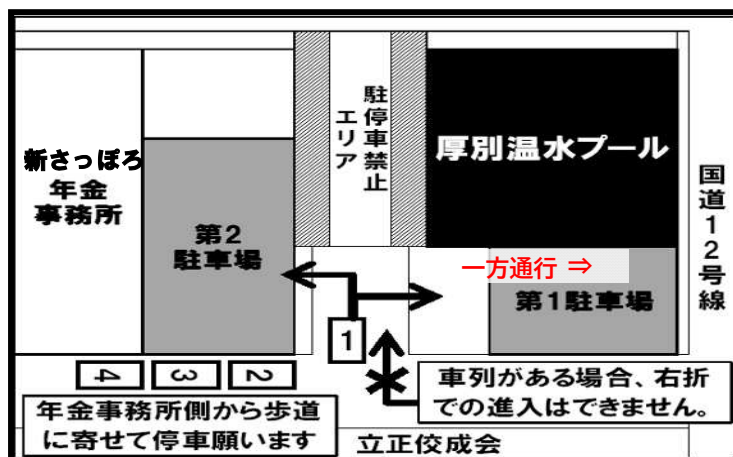 新さっぽろ
年金
事務所
第2
駐車場
駐停車禁止
エリア
厚別温水プール
国道12号線
一方通行 ⇒
第1駐車場
1
4
3
2
車列がある場合、右折
での進入はできません。
年金事務所側から歩道
に寄せて停車願います
立正佼成会